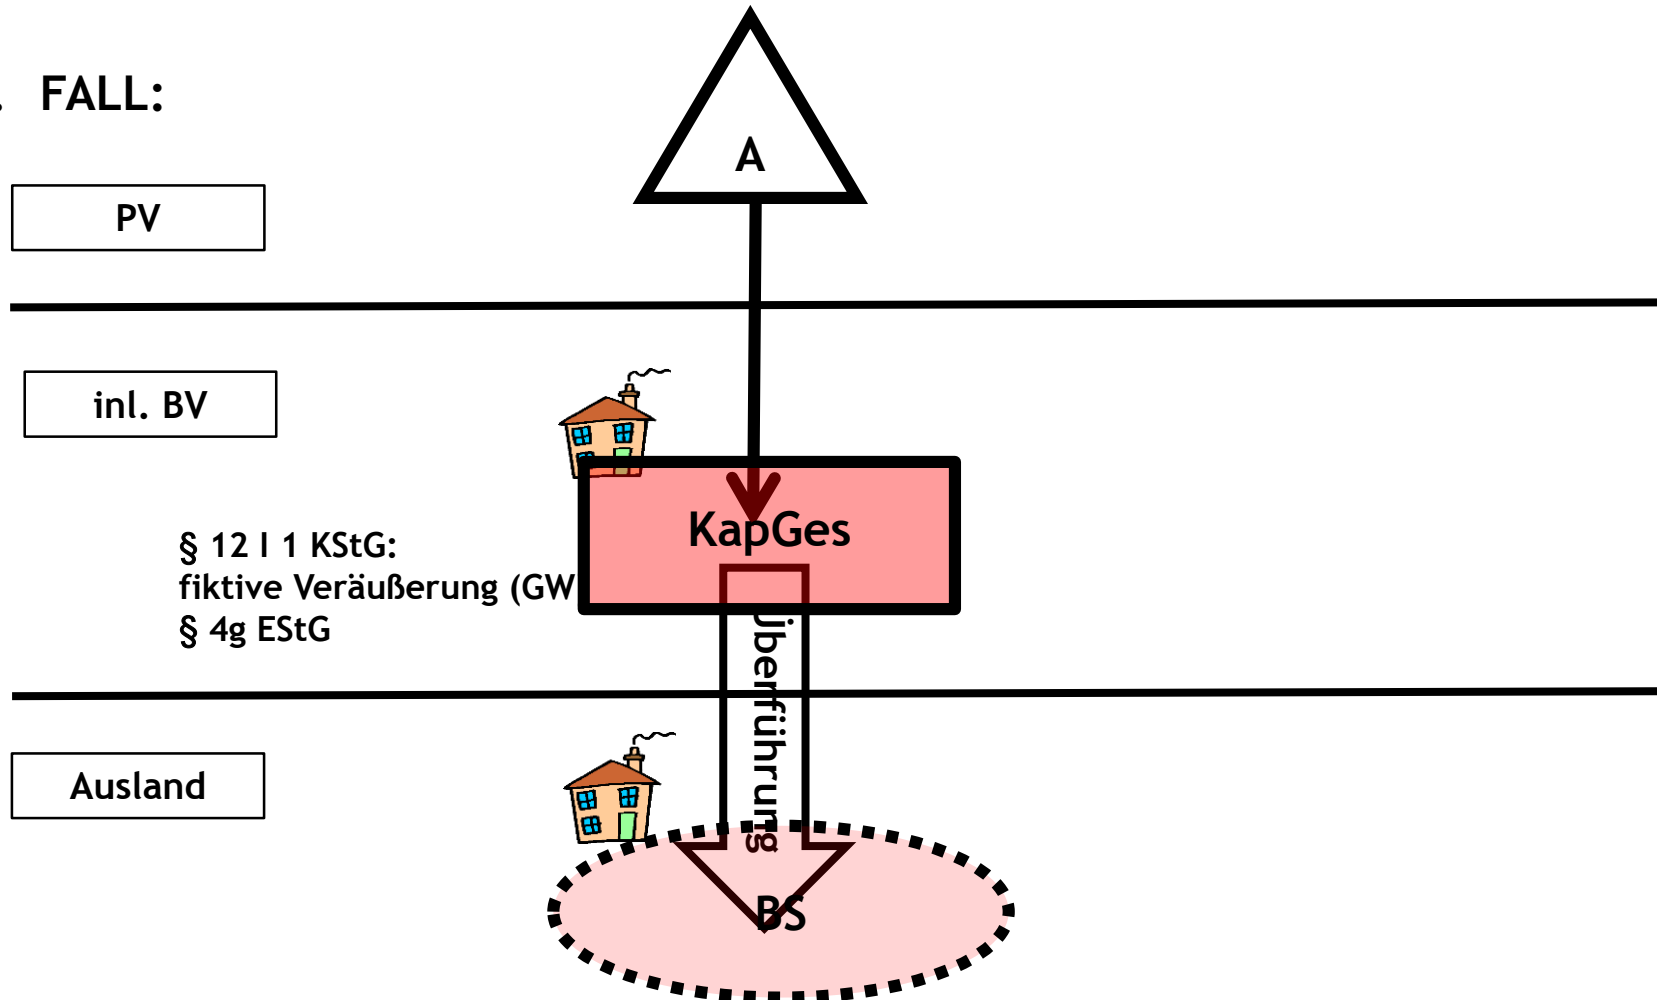 . FALL:
A
PV
inl. BV
KapGes
§ 12 I 1 KStG:
fiktive Veräußerung (GW
§ 4g EStG
Überführung
Ausland
BS